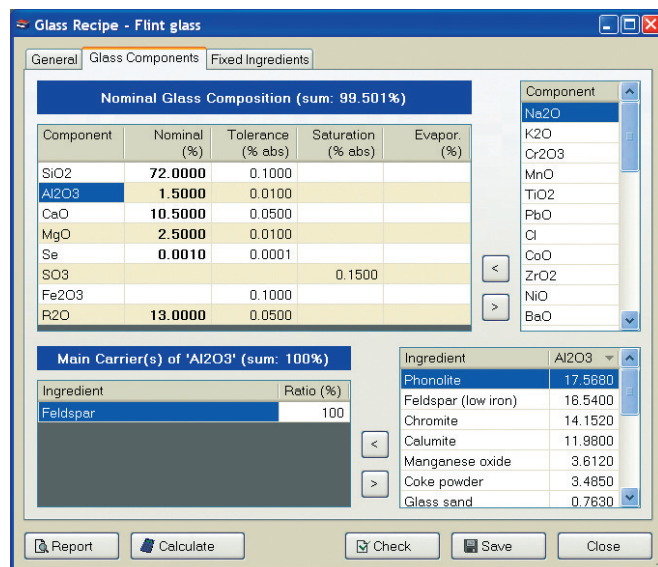 Glass Recipe - Flint glass
General Glass Components Fixed Ingredients
Nominal Glass Composition (sum: 99.501%)
Component Nominal (%) Tolerance (% abs) Saturation (% abs) Evapor. (%)
SiO2 72.0000 0.1000
Al2O3 1.5000 0.0100
CaO 10.5000 0.0500
MgO 2.5000 0.0100
Se 0.0010 0.0001
SO3 0.1500
Fe2O3 0.1000
R2O 13.0000 0.0500
Component
Na2O
K2O
Cr2O3
MnO
TiO2
PbO
Cl
CoO
ZrO2
NiO
BaO
<
>
Main Carrier(s) of 'Al2O3' (sum: 100%)
Ingredient Ratio (%)
Feldspar 100
<
>
Ingredient Al2O3
Phonolite 17.5680
Feldspar (low iron) 16.5400
Chromite 14.1520
Calumite 11.9800
Manganese oxide 3.6120
Coke powder 3.4850
Glass sand 0.7630
Report Calculate Check Save Close